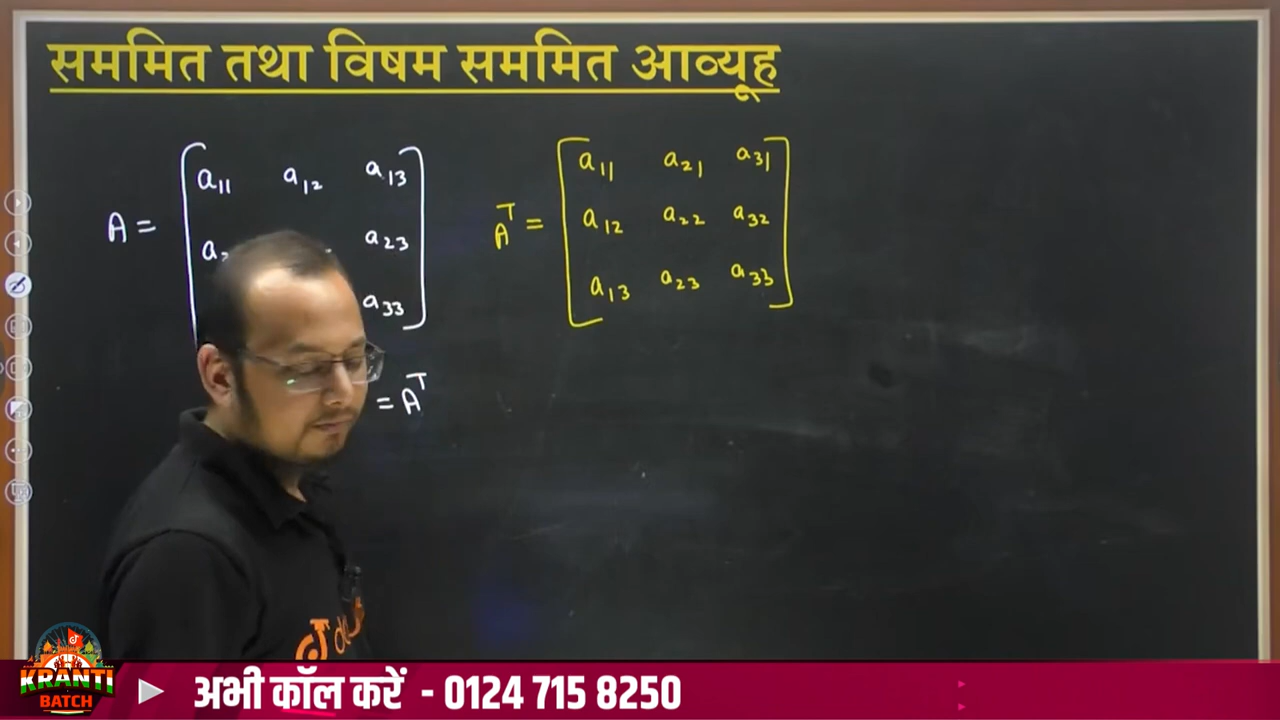 सममित तथा विषम सममित आव्यूह
a11 a12 a13
A = a23
a33
A^T = a11 a21 a31
a12 a22 a32
a13 a23 a33
= A^T
KRANTI
BATCH
अभी कॉल करें - 0124 715 8250